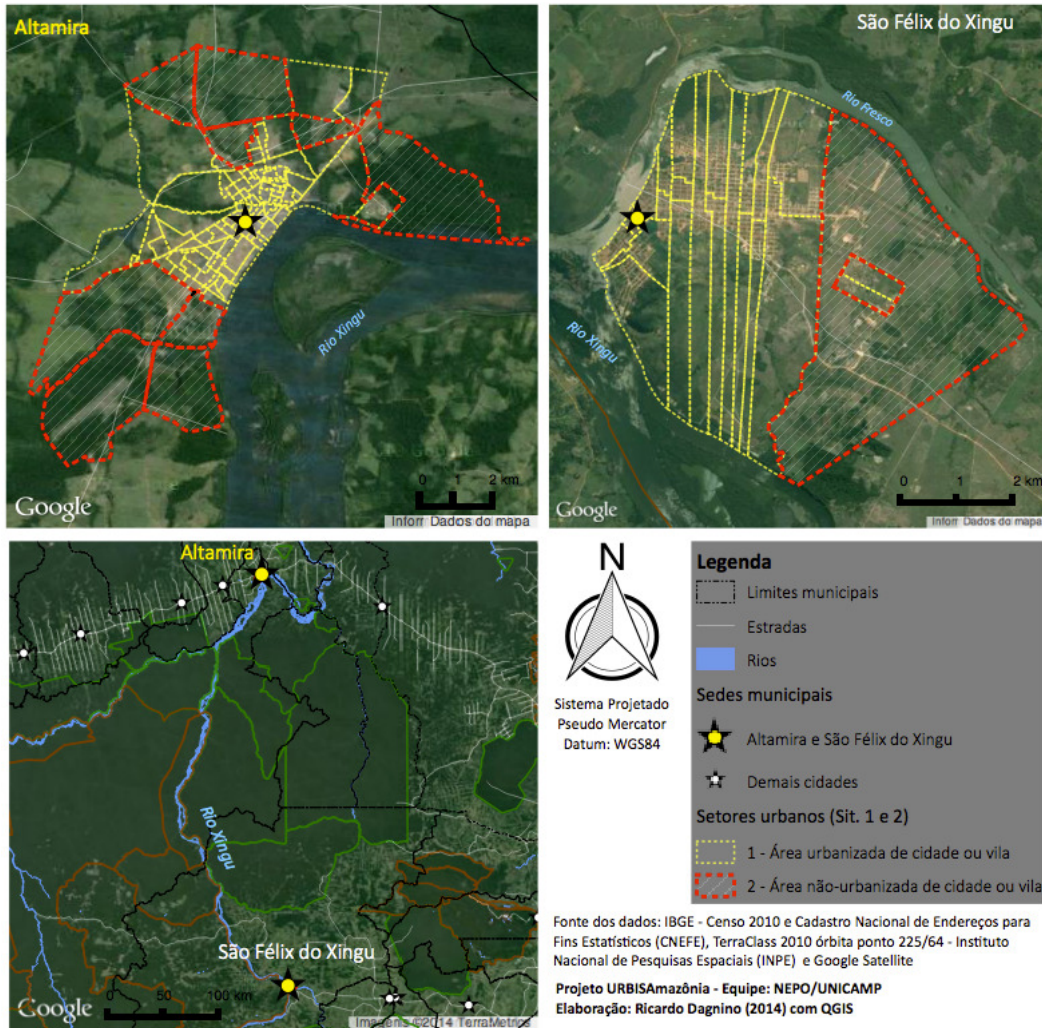 Altamira
Rio Xingu
0 1 2 km
Google
Inforr Dados do mapa
São Félix do Xingu
Rio Fresco
Rio Xingu
0 1 2 km
Google
Inforr Dados do mapa
Altamira
Rio Xingu
São Félix do Xingu
0 50 100 km
Google
Imagens ©2014 TerraMetrics
N
Sistema Projetado
Pseudo Mercator
Datum: WGS84
Legenda
Limites municipais
Estradas
Rios
Sedes municipais
Altamira e São Félix do Xingu
Demais cidades
Setores urbanos (Sit. 1 e 2)
1 - Área urbanizada de cidade ou vila
2 - Área não-urbanizada de cidade ou vila
Fonte dos dados: IBGE - Censo 2010 e Cadastro Nacional de Endereços para
Fins Estatísticos (CNEFE), TerraClass 2010 órbita ponto 225/64 - Instituto
Nacional de Pesquisas Espaciais (INPE) e Google Satellite
Projeto URBISAmazônia - Equipe: NEPO/UNICAMP
Elaboração: Ricardo Dagnino (2014) com QGIS